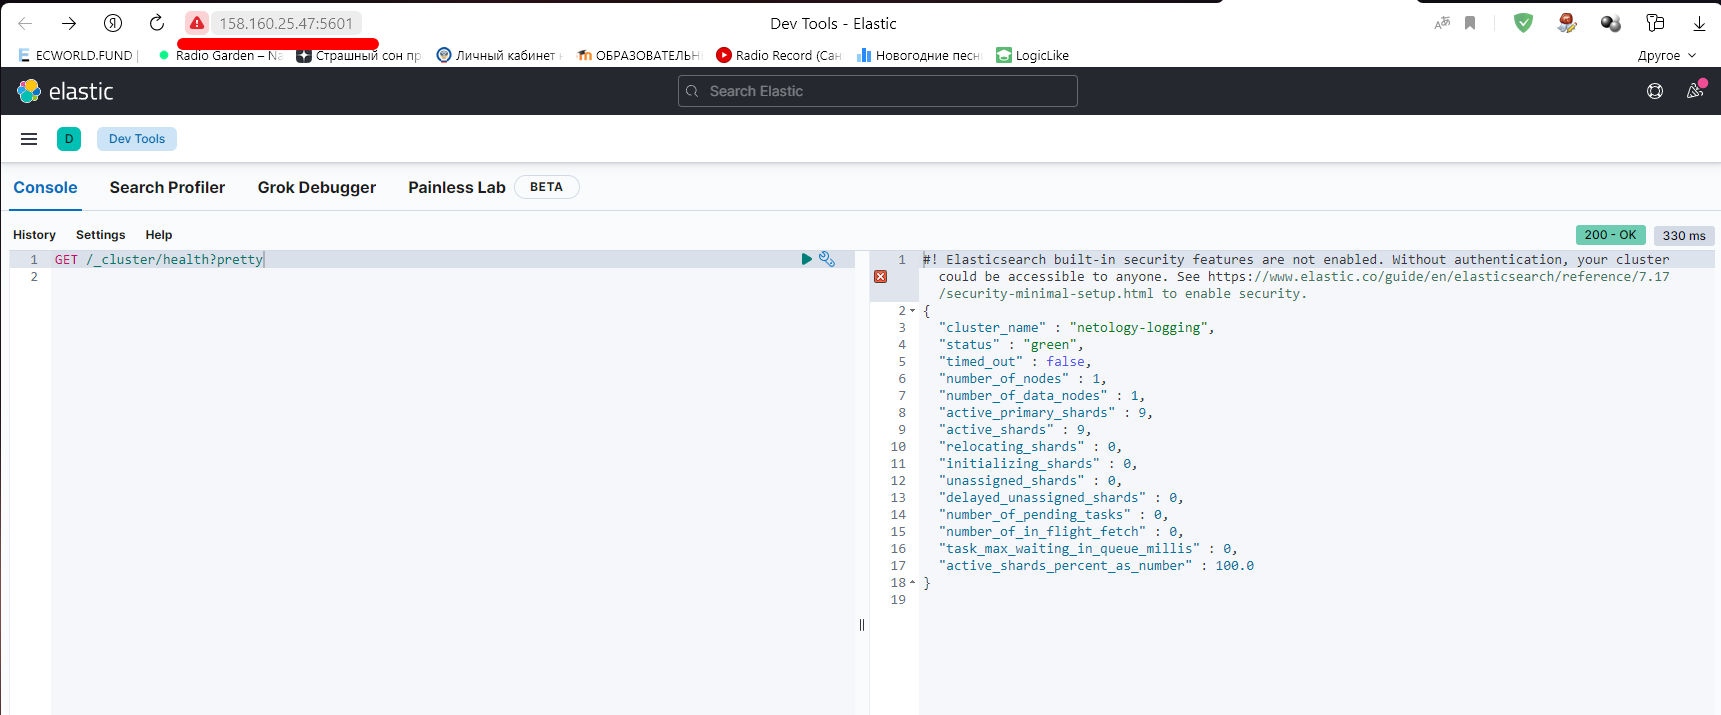 158.160.25.47:5601
Dev Tools - Elastic
ECWORLD.FUND
Radio Garden – Na
Страшный сон пр
Личный кабинет
ОБРАЗОВАТЕЛЬН
Radio Record (Сан
Новогодние песн
LogicLike
Другое
elastic
Search Elastic
D
Dev Tools
Console
Search Profiler
Grok Debugger
Painless Lab
BETA
History
Settings
Help
200 - OK
330 ms
1 GET /_cluster/health?pretty
2
1 #! Elasticsearch built-in security features are not enabled. Without authentication, your cluster
could be accessible to anyone. See https://www.elastic.co/guide/en/elasticsearch/reference/7.17
/security-minimal-setup.html to enable security.
2 {
3 "cluster_name" : "netology-logging",
4 "status" : "green",
5 "timed_out" : false,
6 "number_of_nodes" : 1,
7 "number_of_data_nodes" : 1,
8 "active_primary_shards" : 9,
9 "active_shards" : 9,
10 "relocating_shards" : 0,
11 "initializing_shards" : 0,
12 "unassigned_shards" : 0,
13 "delayed_unassigned_shards" : 0,
14 "number_of_pending_tasks" : 0,
15 "number_of_in_flight_fetch" : 0,
16 "task_max_waiting_in_queue_millis" : 0,
17 "active_shards_percent_as_number" : 100.0
18 }
19